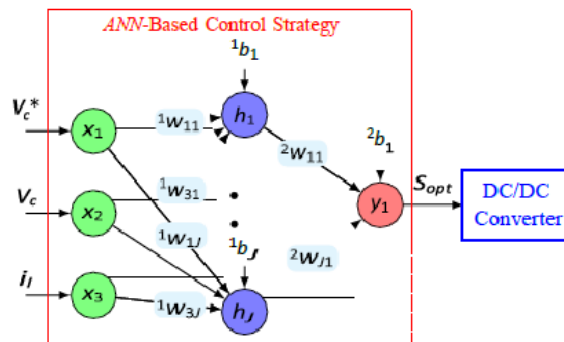 ANN-Based Control Strategy
¹b₁
V_c*
x₁
¹w₁₁
h₁
²w₁₁
²b₁
V_c
x₂
¹w₃₁
y₁
S_opt
DC/DC
Converter
¹w₁J
¹b_J
²w_J1
i_l
x₃
¹w₃J
h_J